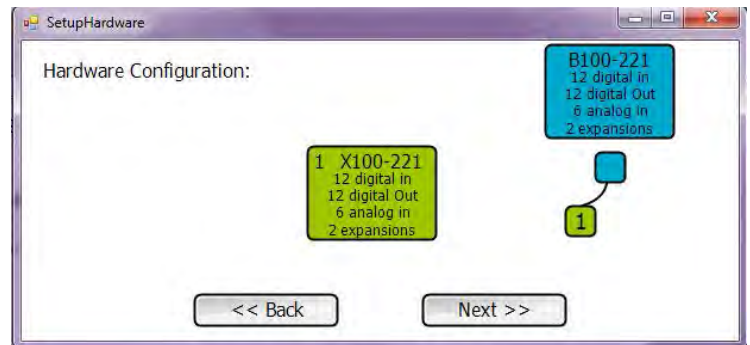 SetupHardware
Hardware Configuration:
B100-221
12 digital in
12 digital Out
6 analog in
2 expansions
1 X100-221
12 digital in
12 digital Out
6 analog in
2 expansions
1
<< Back
Next >>